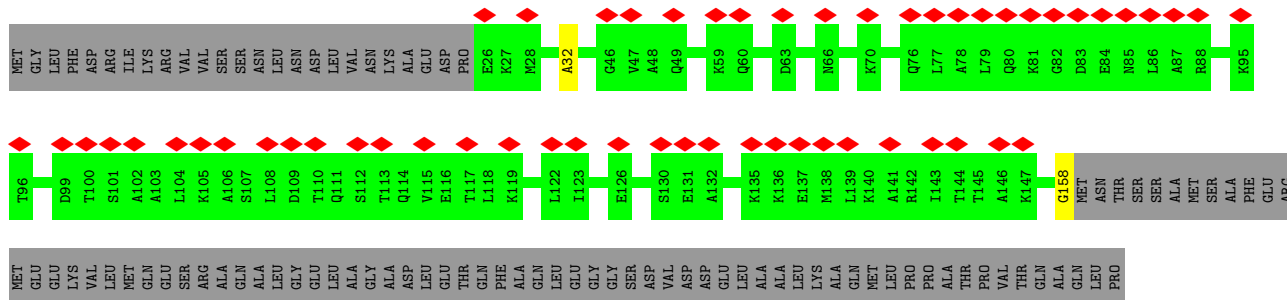 MET GLY LEU PHE ASP ARG ILE LYS ARG VAL VAL SER SER ASN LEU ASN ASP LEU VAL ASN LYS ALA GLU ASP PRO E26 K27 M28 A32 G46 V47 A48 Q49 K59 Q60 D63 N66 K70 Q76 L77 A78 L79 Q80 K81 G82 D83 E84 N85 L86 A87 R88 K95
T96 D99 T100 S101 A102 A103 L104 K105 A106 S107 L108 D109 T110 Q111 S112 T113 Q114 V115 E116 T117 L118 K119 L122 I123 E126 S130 E131 A132 K135 K136 E137 M138 L139 K140 A141 R142 I143 T144 T145 A146 K147 G158 MET ASN THR SER SER ALA MET SER ALA PHE GLU ARG
MET GLU GLU LYS VAL LEU MET GLN GLU SER ARG ALA GLN ALA LEU GLY GLU LEU ALA GLY ALA ASP LEU GLU THR GLN PHE ALA GLN LEU GLU GLY GLY SER ASP VAL ASP ASP GLU LEU ALA ALA LEU LYS ALA GLN MET LEU PRO PRO ALA THR PRO VAL THR GLN ALA GLN LEU PRO